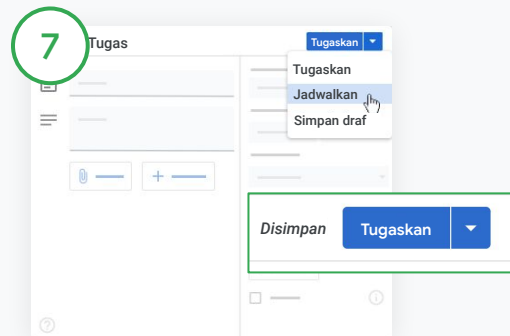 7
Tugas
Tugaskan
Tugaskan
Jadwalkan
Simpan draf
Disimpan Tugaskan